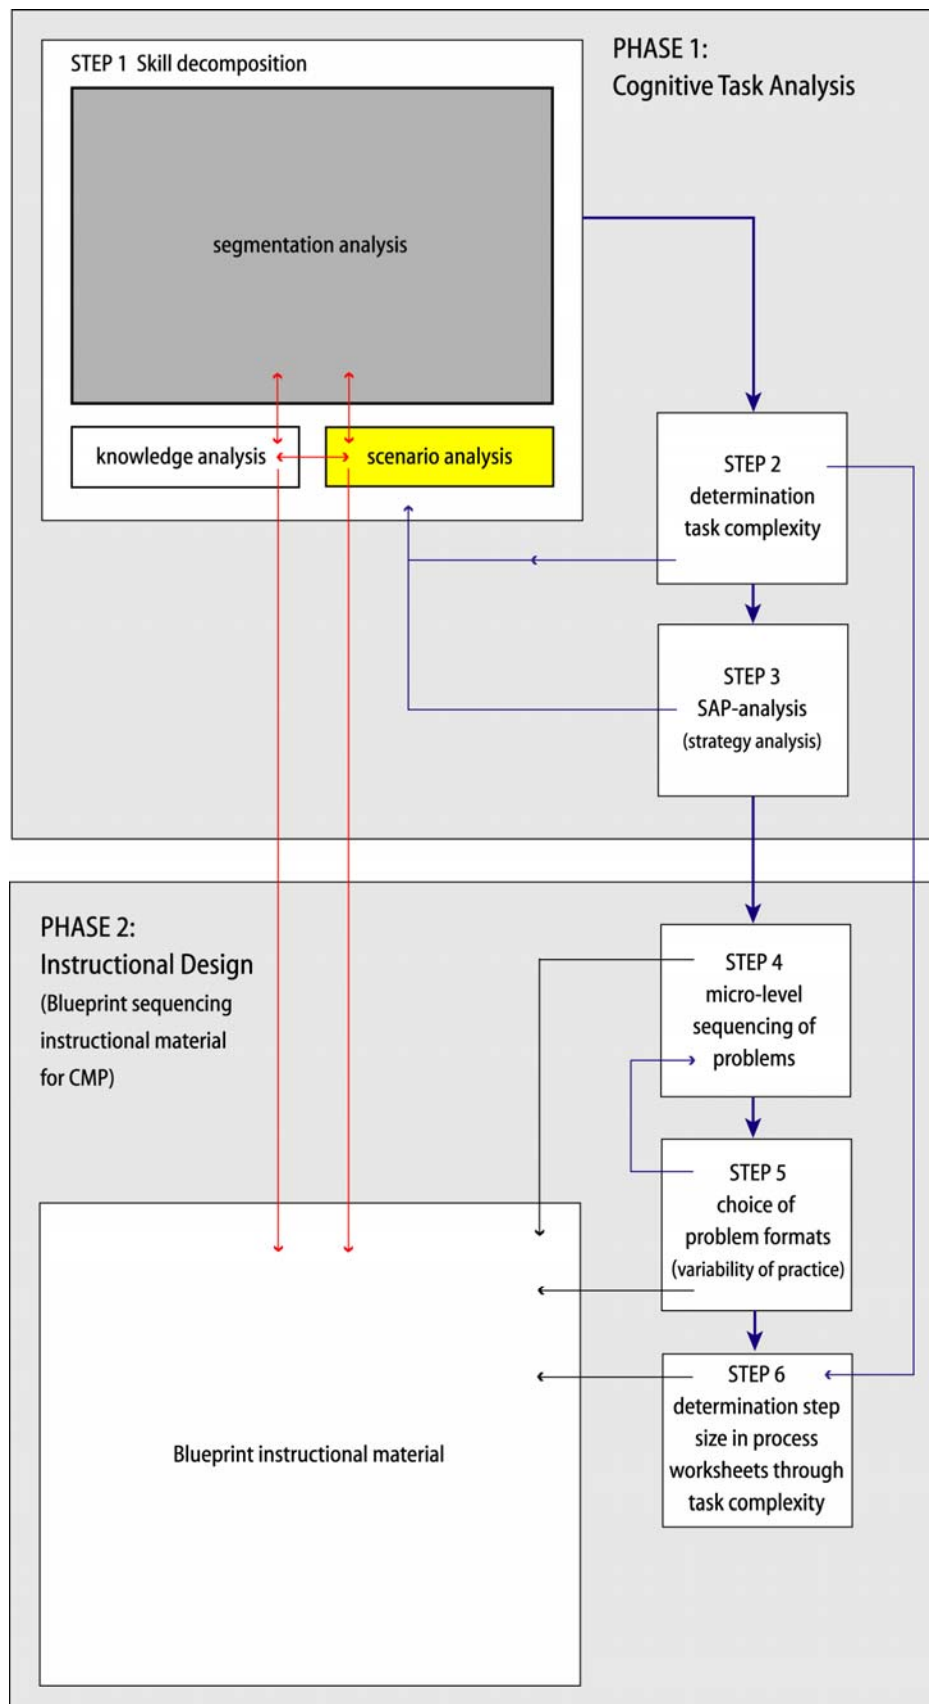 PHASE 1:
Cognitive Task Analysis
STEP 1 Skill decomposition
segmentation analysis
knowledge analysis
scenario analysis
STEP 2
determination
task complexity
STEP 3
SAP-analysis
(strategy analysis)
PHASE 2:
Instructional Design
(Blueprint sequencing
instructional material
for CMP)
STEP 4
micro-level
sequencing of
problems
STEP 5
choice of
problem formats
(variability of practice)
STEP 6
determination step
size in process
worksheets through
task complexity
Blueprint instructional material